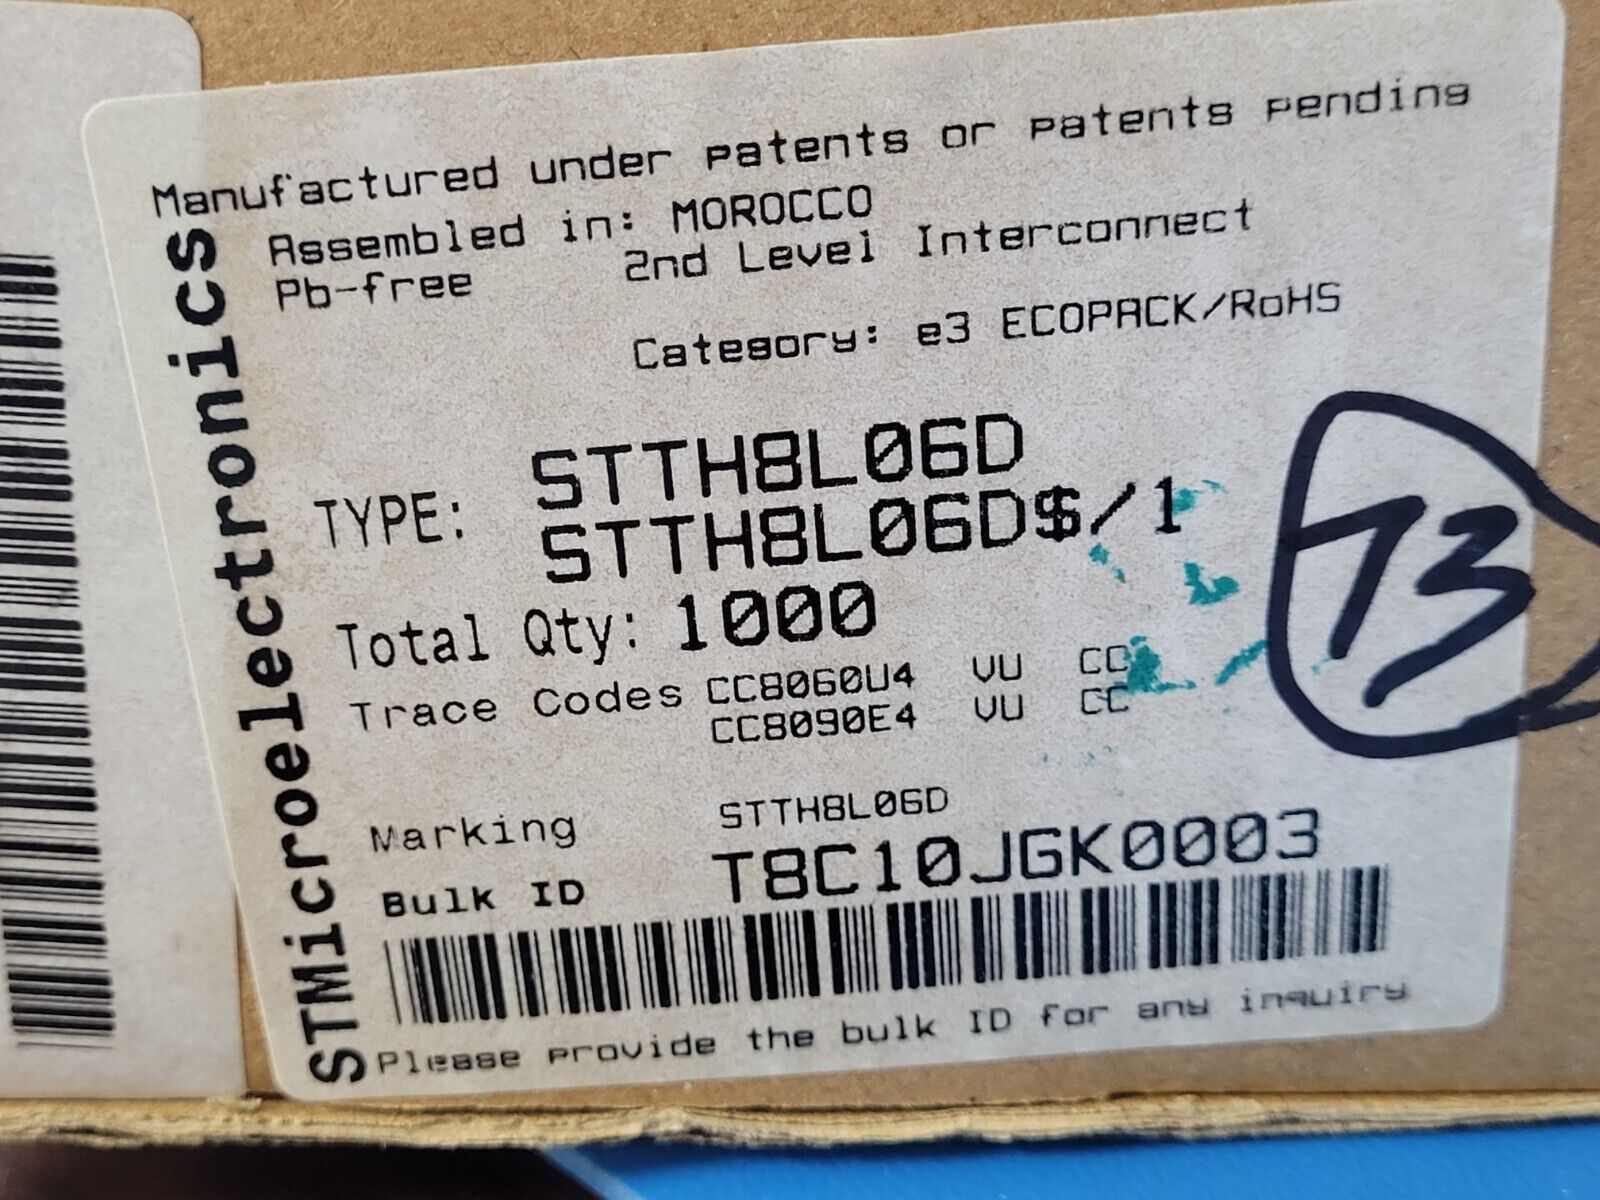 Manufactured under patents or patents pending
Assembled in: MOROCCO
Pb-free 2nd Level Interconnect
Category: e3 ECOPACK/RoHS
TYPE: STTH8L06D
STTH8L06D$/1
Total Qty: 1000
Trace Codes CC8060U4 VU CC
CC8090E4 VU CC
Marking STTH8L06D
Bulk ID T8C10JGK0003
Please provide the bulk ID for any inquiry
STMicroelectronics
73